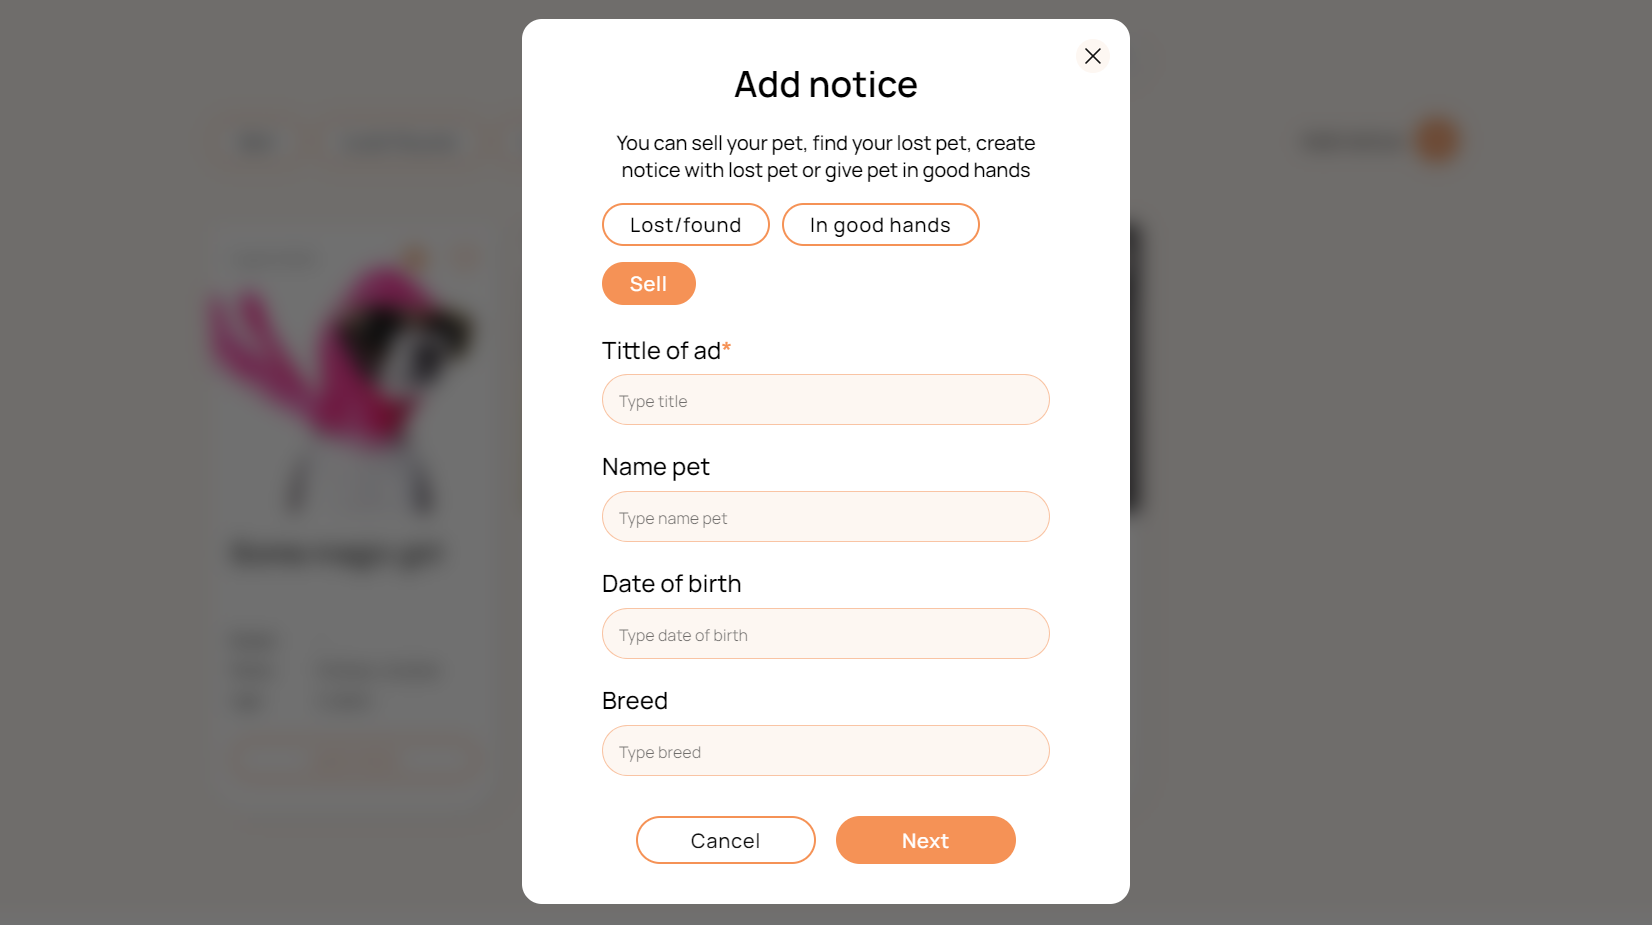 Add notice
You can sell your pet, find your lost pet, create
notice with lost pet or give pet in good hands
Lost/found
In good hands
Sell
Tittle of ad*
Type title
Name pet
Type name pet
Date of birth
Type date of birth
Breed
Type breed
Cancel
Next